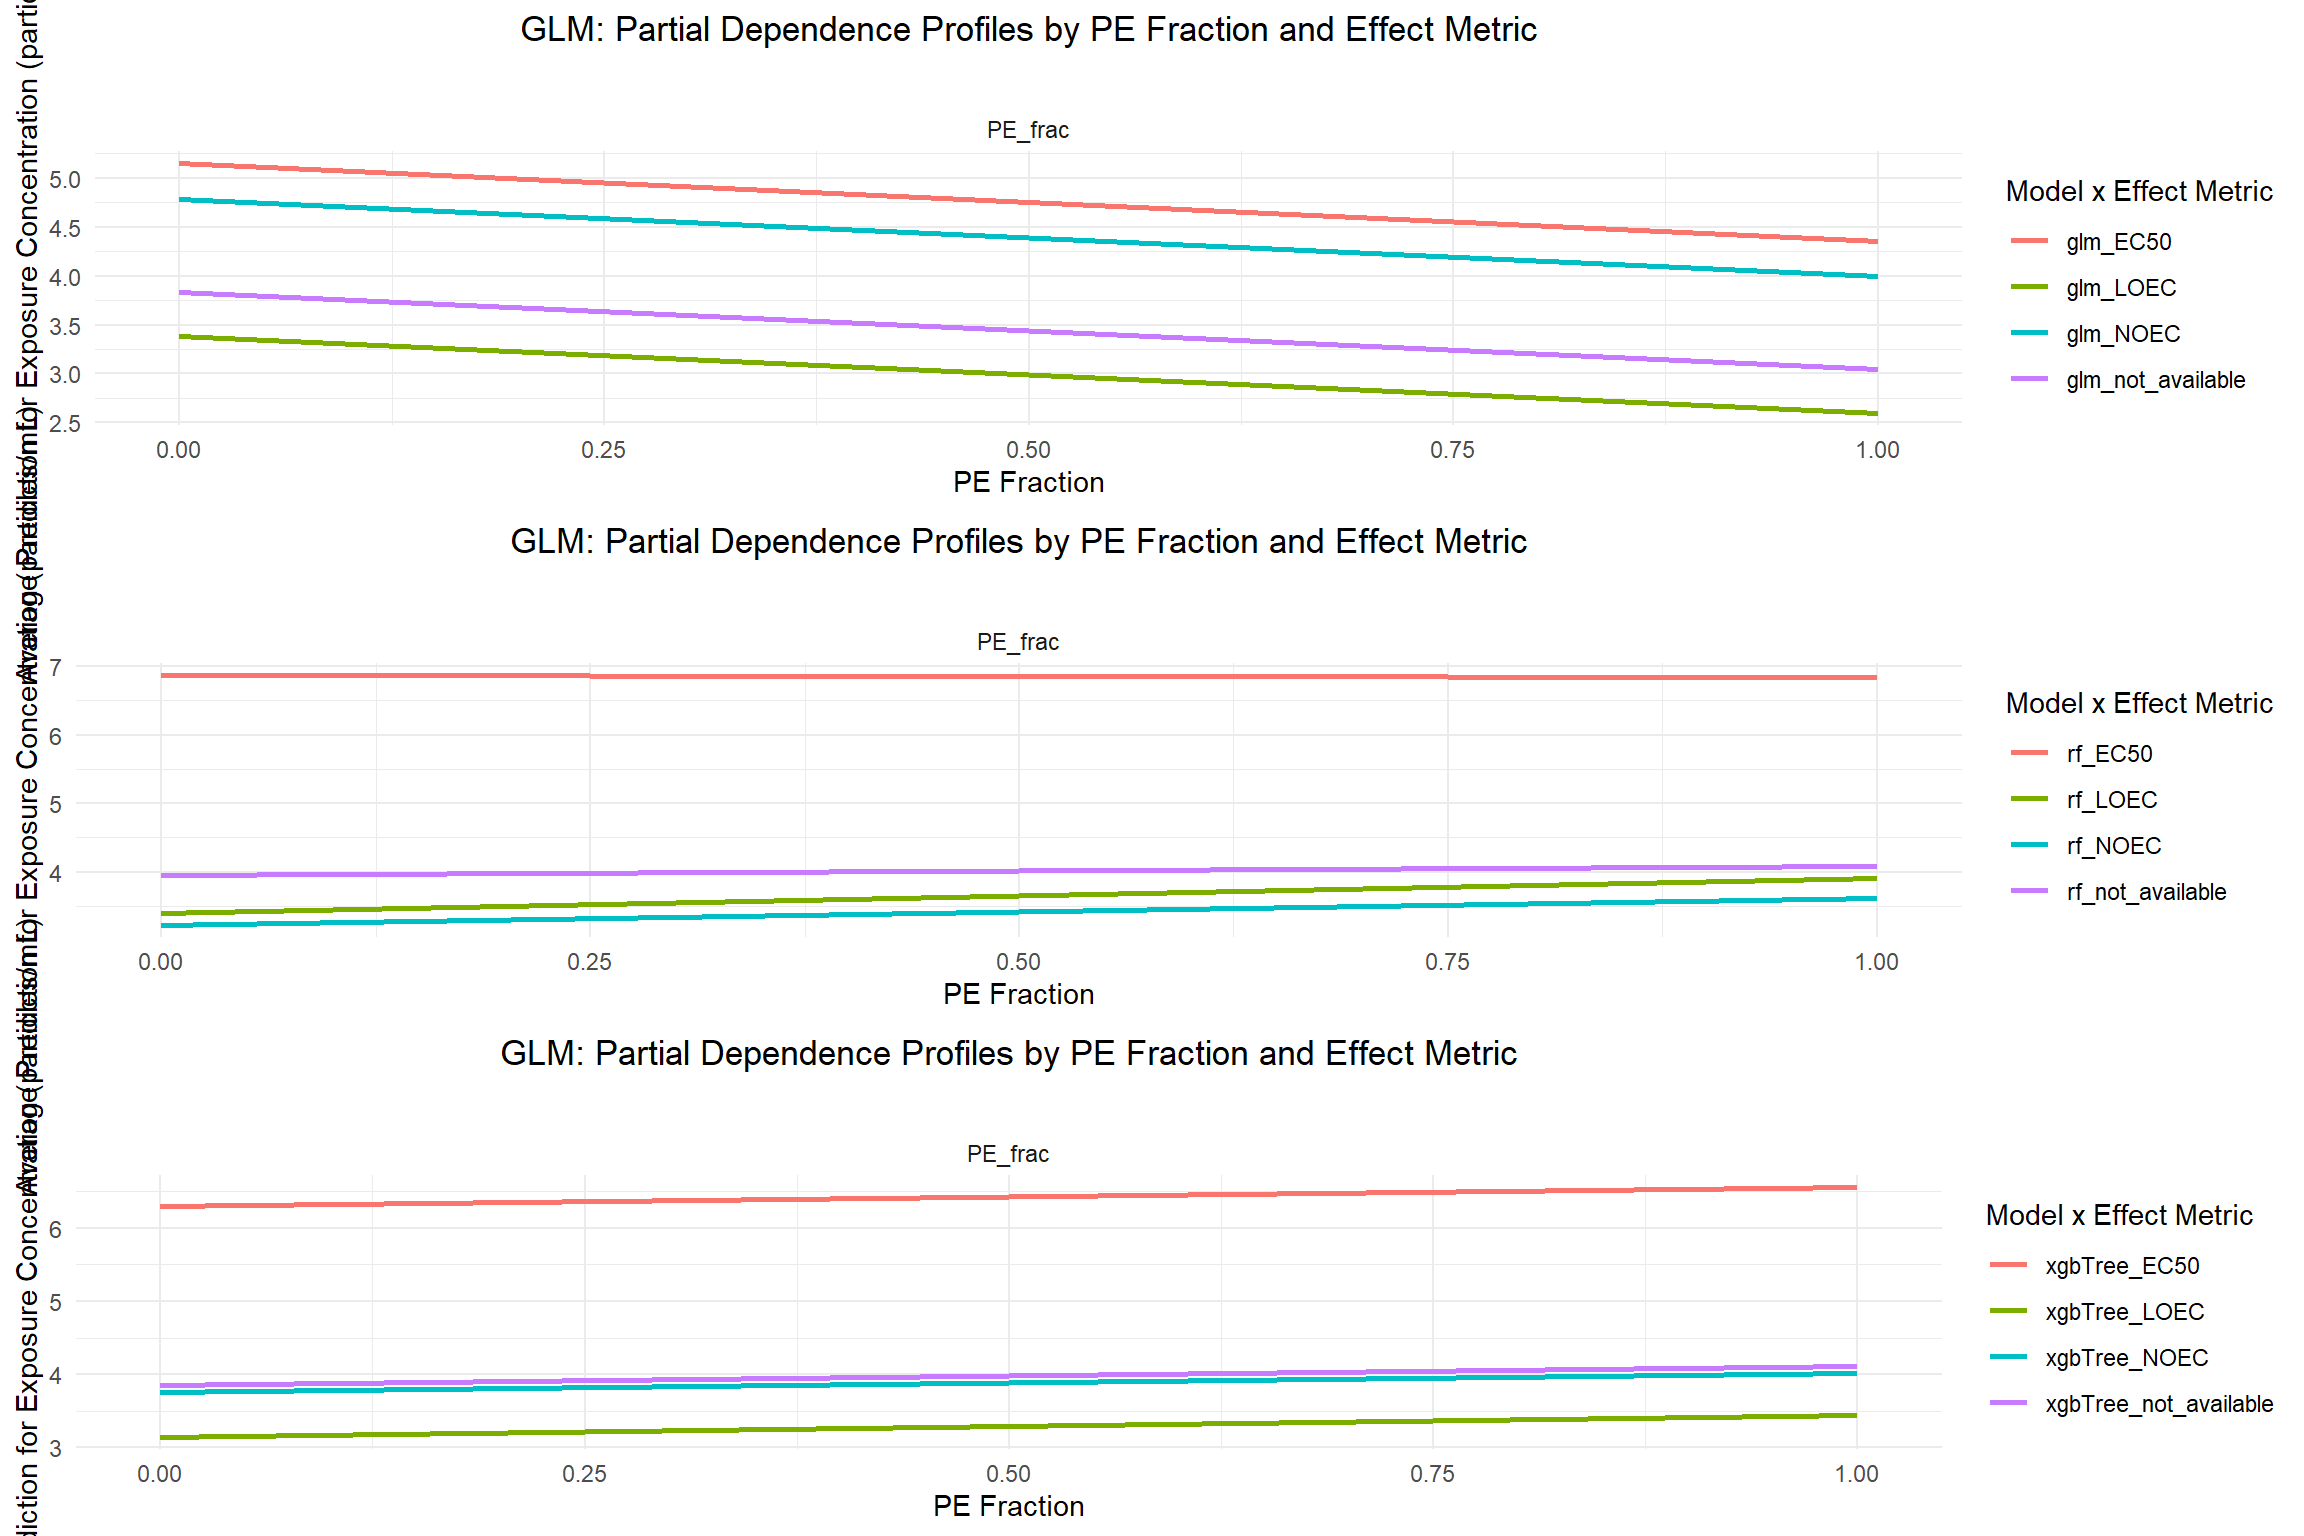 GLM: Partial Dependence Profiles by PE Fraction and Effect Metric
PE_frac
5.0
4.5
4.0
3.5
3.0
2.5
0.00 0.25 0.50 0.75 1.00
PE Fraction
Model x Effect Metric
glm_EC50
glm_LOEC
glm_NOEC
glm_not_available
GLM: Partial Dependence Profiles by PE Fraction and Effect Metric
PE_frac
7
6
5
4
0.00 0.25 0.50 0.75 1.00
PE Fraction
Model x Effect Metric
rf_EC50
rf_LOEC
rf_NOEC
rf_not_available
GLM: Partial Dependence Profiles by PE Fraction and Effect Metric
PE_frac
6
5
4
3
0.00 0.25 0.50 0.75 1.00
PE Fraction
Model x Effect Metric
xgbTree_EC50
xgbTree_LOEC
xgbTree_NOEC
xgbTree_not_available
Exposure Concentration
Exposure
for Exposure